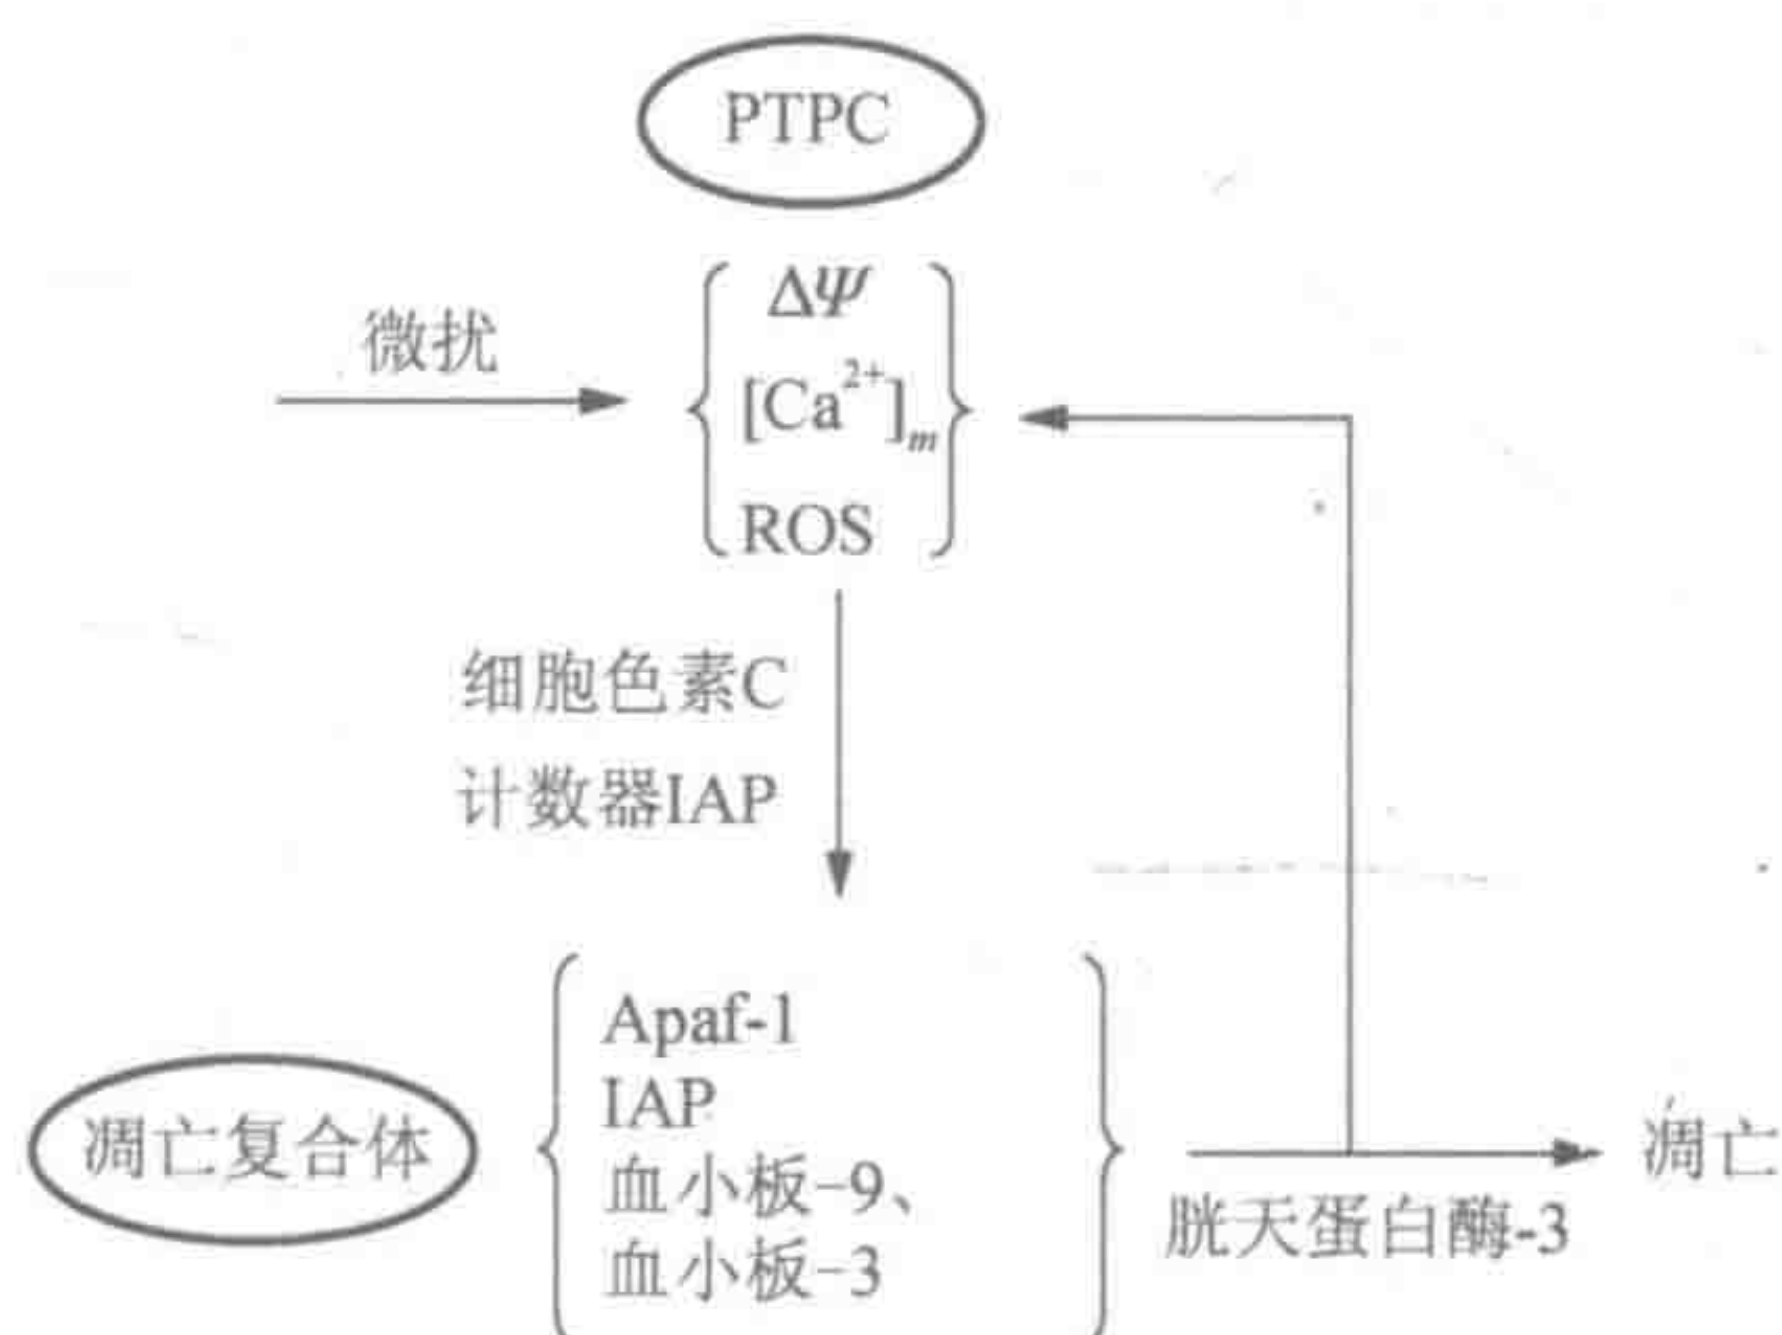 PTPC
微扰
ΔΨ
[Ca²⁺]ₘ
ROS
细胞色素C
计数器IAP
凋亡复合体
Apaf-1
IAP
血小板-9、
血小板-3
胱天蛋白酶-3
凋亡